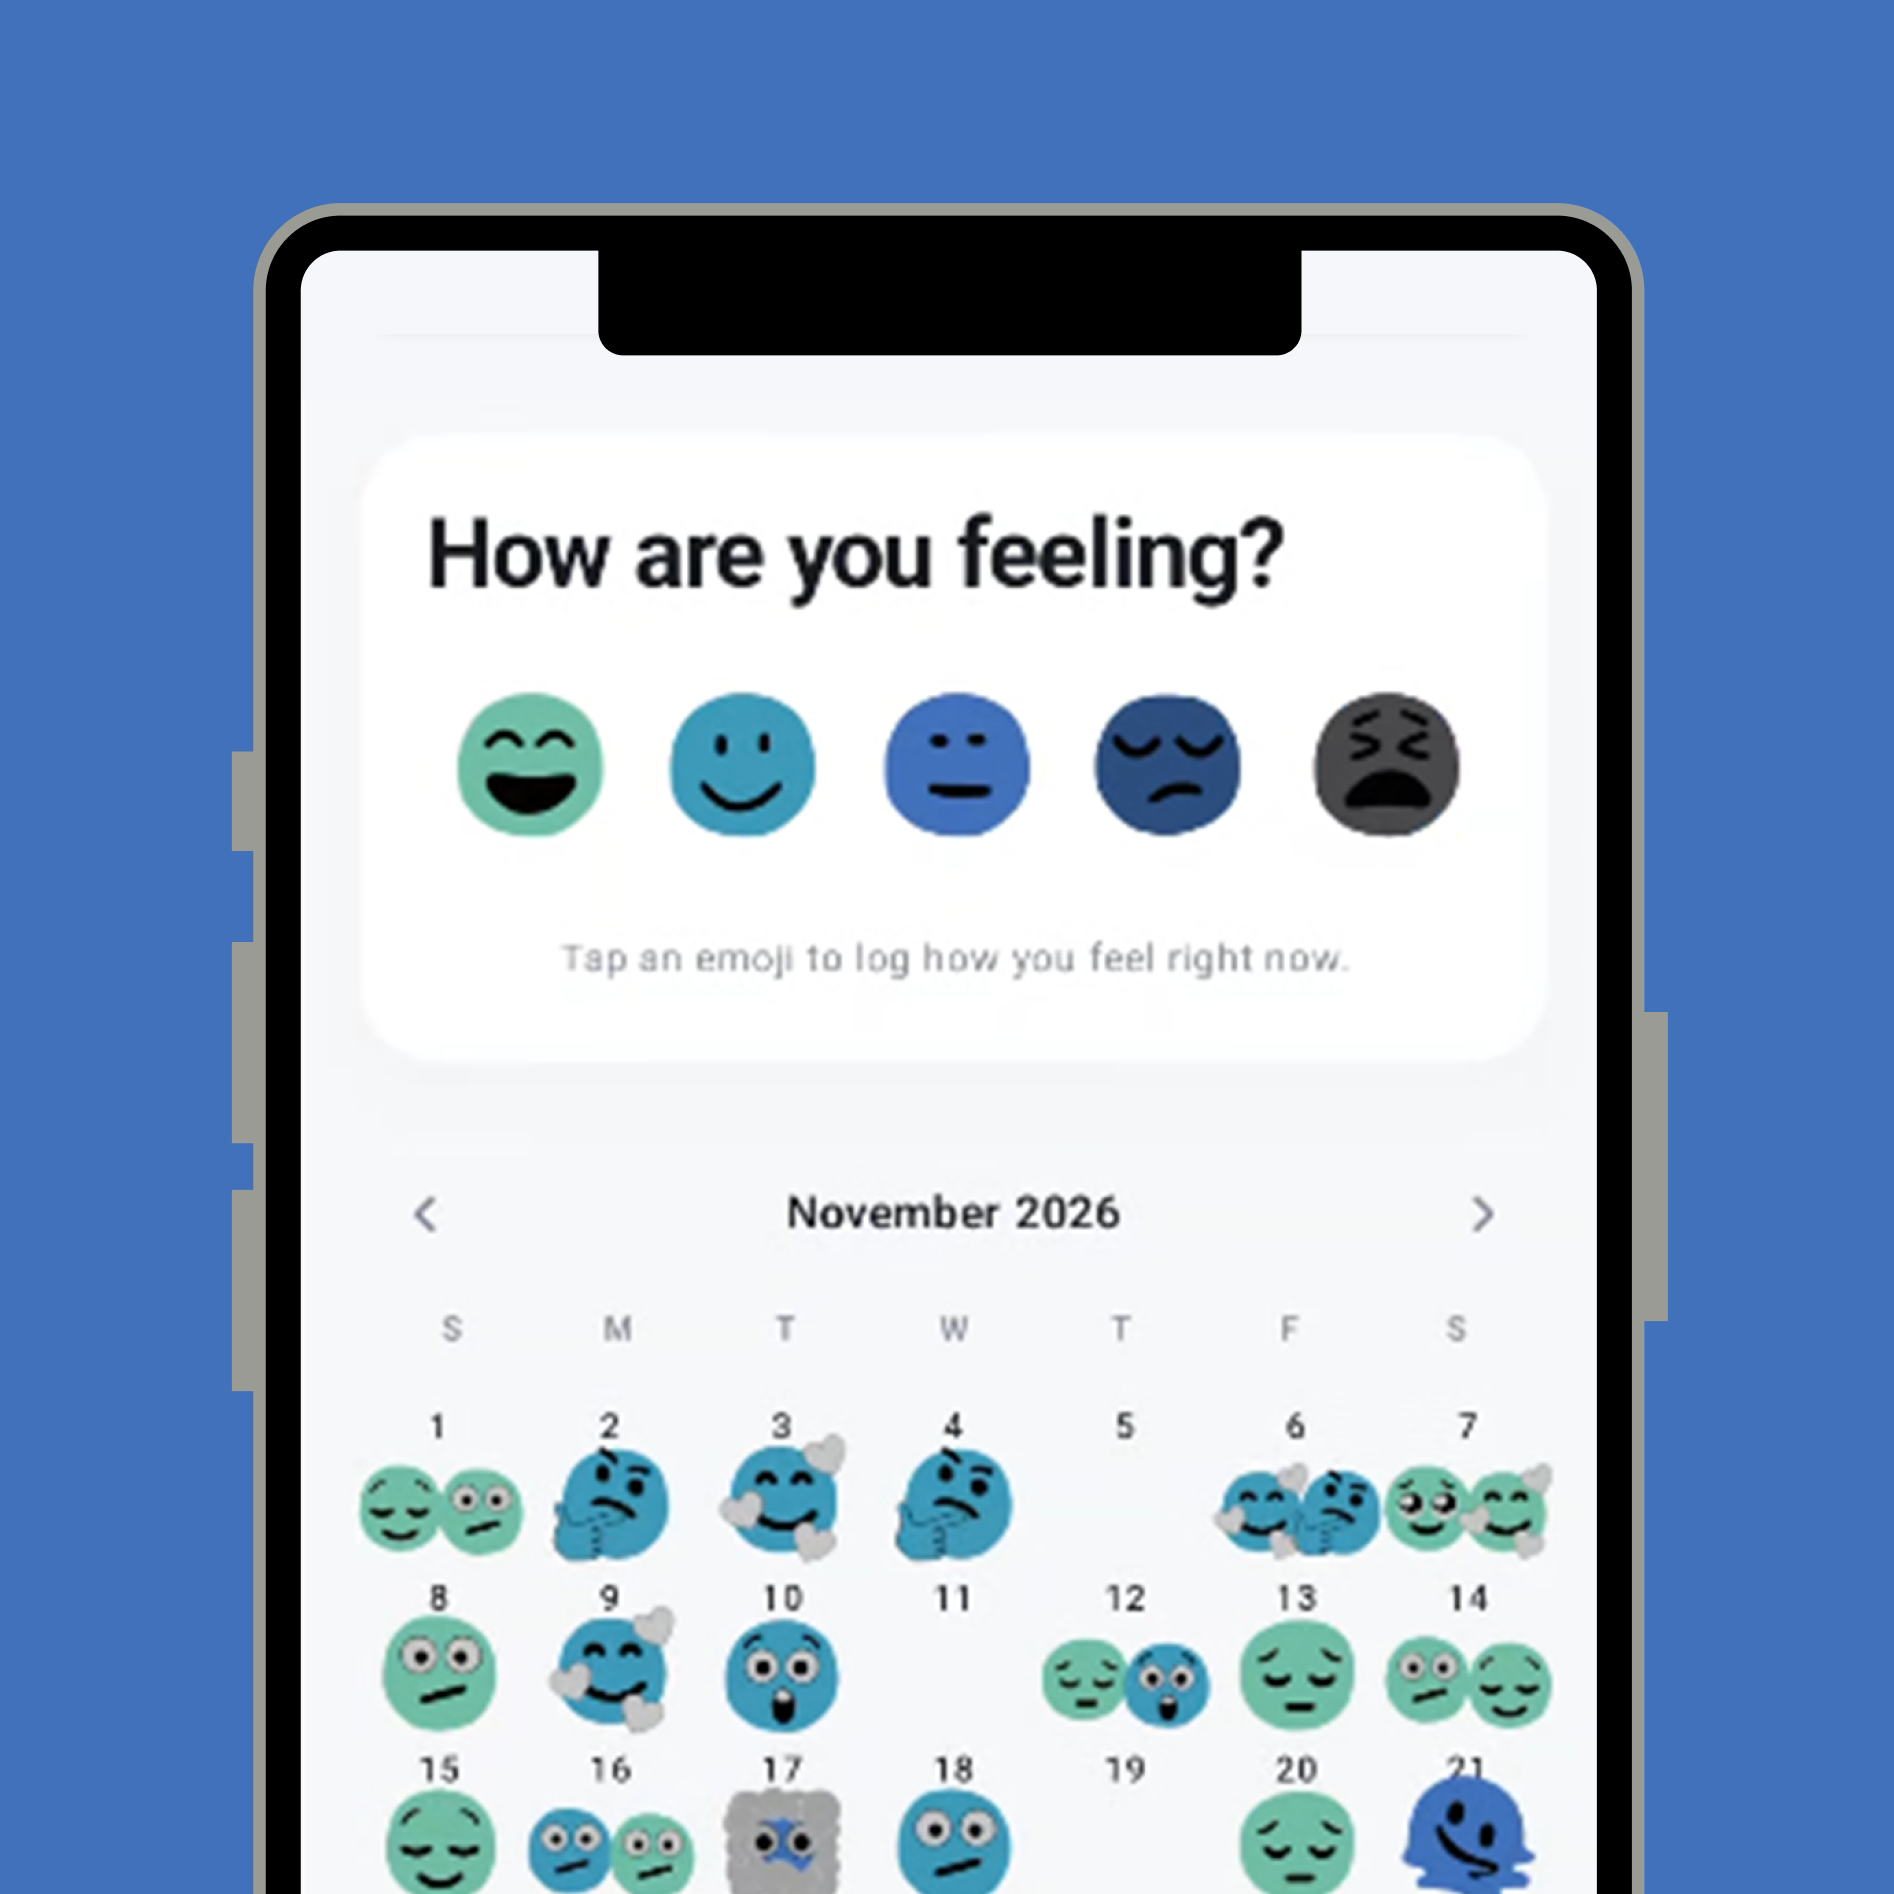 How are you feeling?
Tap an emoji to log how you feel right now.
November 2026
S M T W T F S
1 2 3 4 5 6 7
8 9 10 11 12 13 14
15 16 17 18 19 20 21